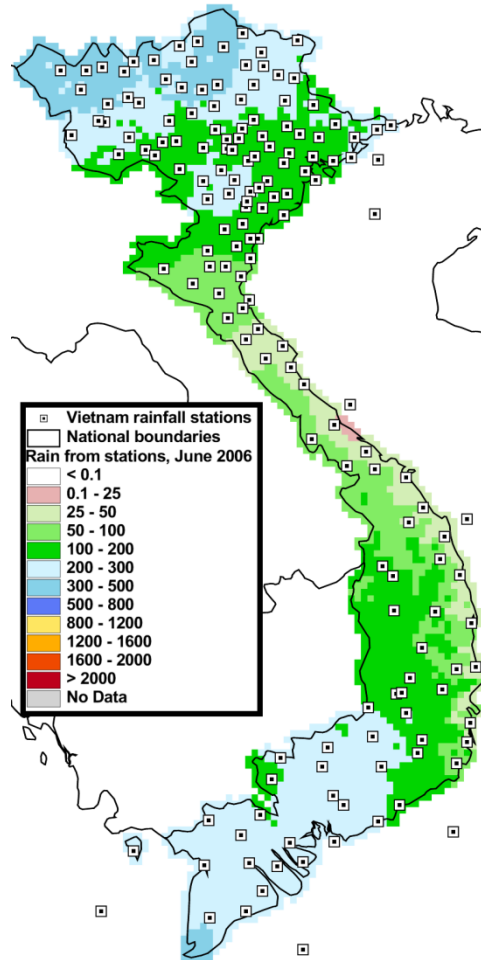 Vietnam rainfall stations
National boundaries
Rain from stations, June 2006
< 0.1
0.1 - 25
25 - 50
50 - 100
100 - 200
200 - 300
300 - 500
500 - 800
800 - 1200
1200 - 1600
1600 - 2000
> 2000
No Data